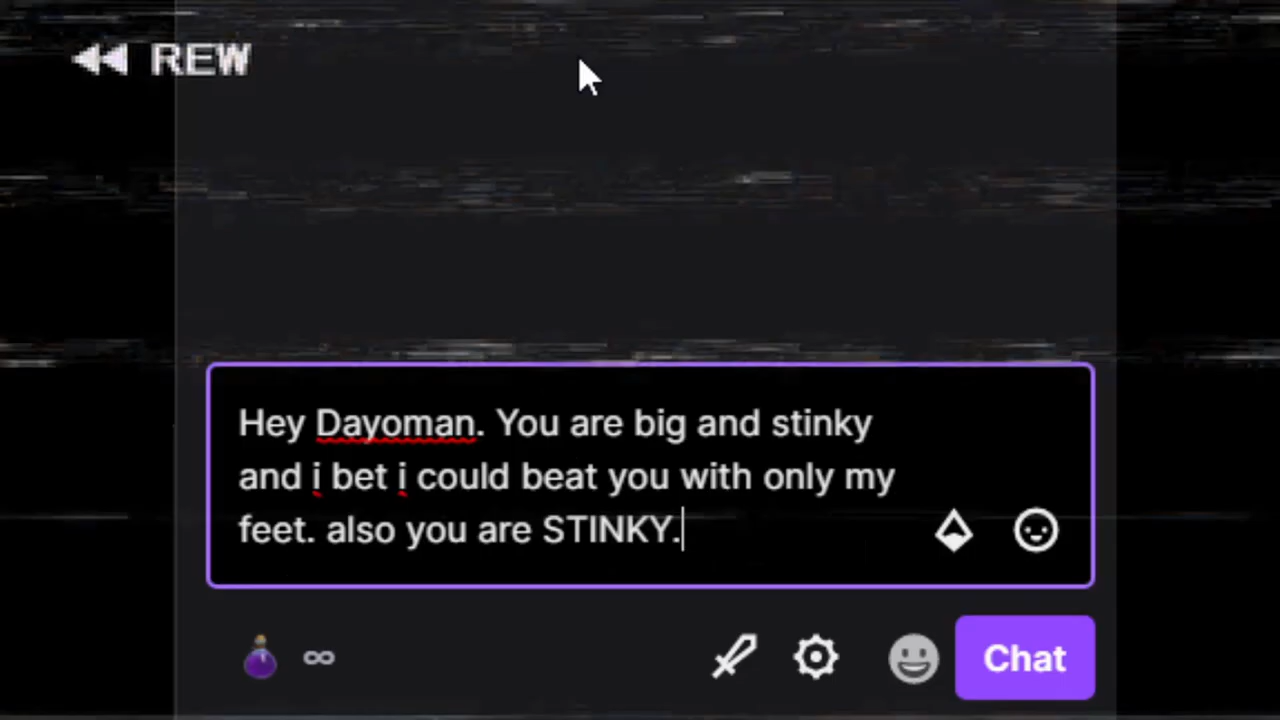 REW
Hey Dayoman. You are big and stinky
and i bet i could beat you with only my
feet. also you are STINKY.
Chat